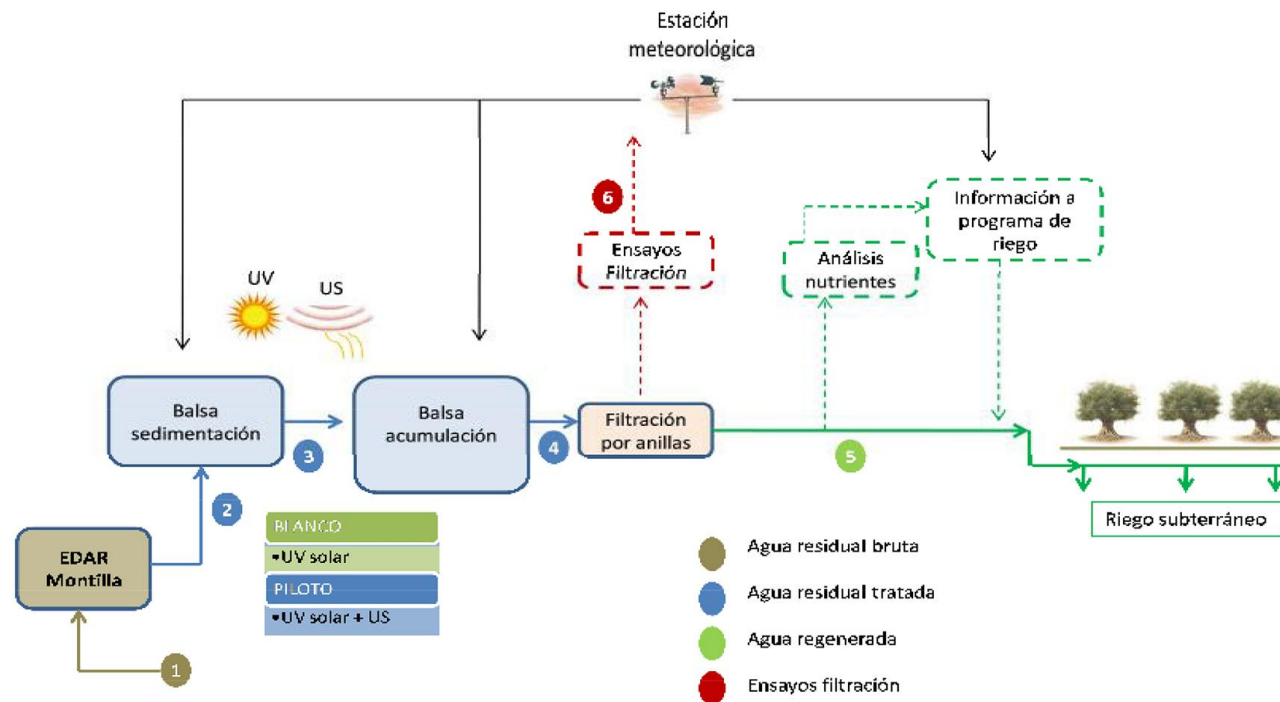 Estación
meteorológica
6
Información a
programa de
riego
Ensayos
Filtración
Análisis
nutrientes
UV
US
Balsa
sedimentación
Balsa
acumulación
Filtración
por anillas
3
4
5
2
EDAR
Montilla
BLANCO
•UV solar
PILOTO
•UV solar + US
1
Riego subterráneo
Agua residual bruta
Agua residual tratada
Agua regenerada
Ensayos filtración